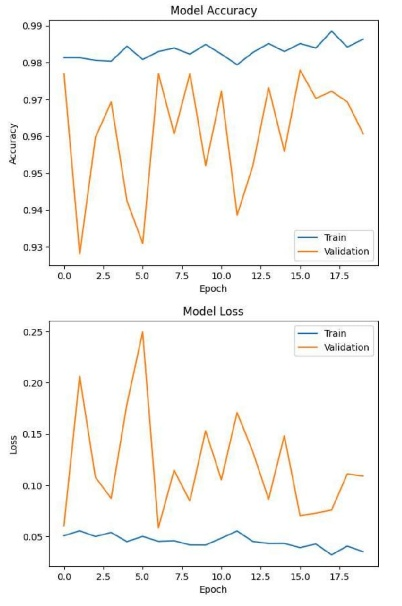 Model Accuracy
0.99
0.98
0.97
0.96
0.95
0.94
0.93
Accuracy
Train
Validation
0.0 2.5 5.0 7.5 10.0 12.5 15.0 17.5
Epoch
Model Loss
0.25
0.20
0.15
0.10
0.05
Loss
Train
Validation
0.0 2.5 5.0 7.5 10.0 12.5 15.0 17.5
Epoch